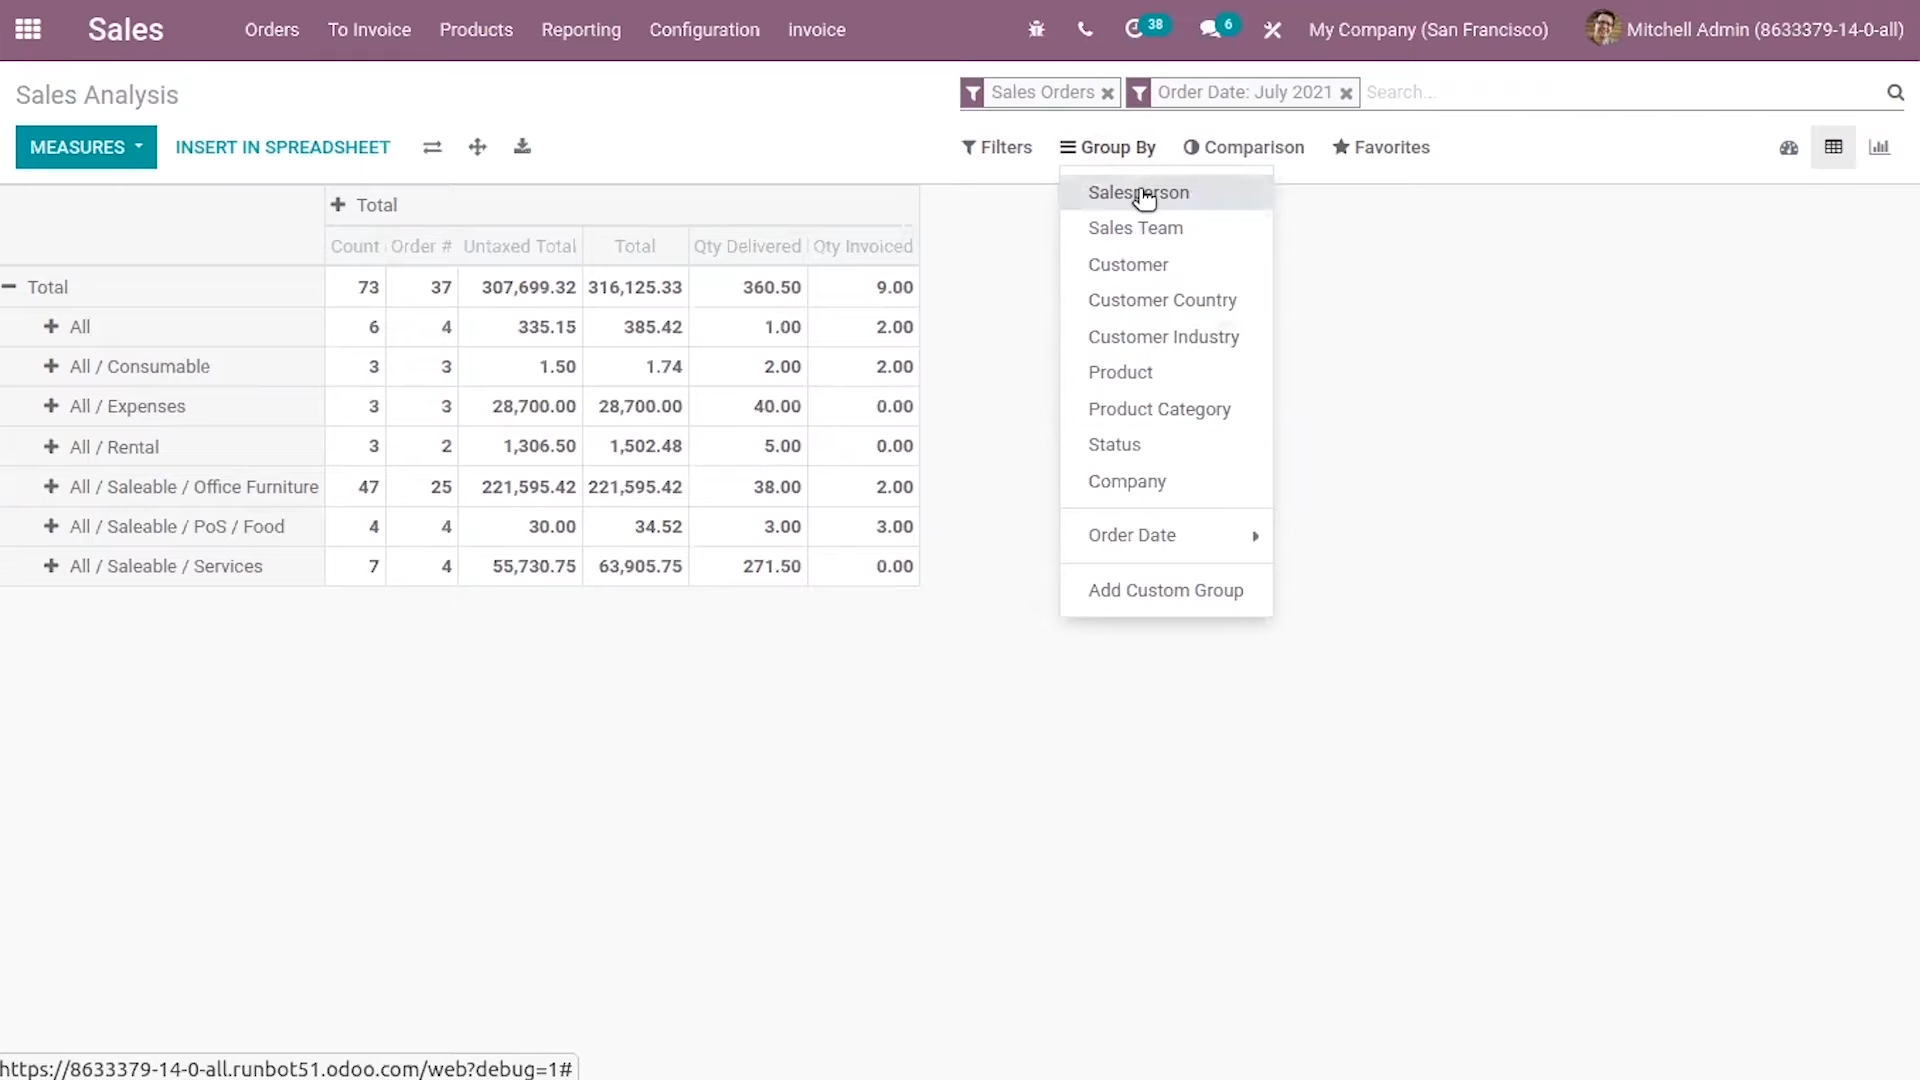 Sales Orders To Invoice Products Reporting Configuration Invoice 38 6 My Company (San Francisco) Mitchell Admin (8633379-14-0-all)
Sales Analysis Sales Orders × Order Date: July 2021 × Search...
MEASURES INSERT IN SPREADSHEET Filters Group By Comparison Favorites
Total
Count Order # Untaxed Total Total Qty Delivered Qty Invoiced
Total 73 37 307,699.32 316,125.33 360.50 9.00
All 6 4 335.15 385.42 1.00 2.00
All / Consumable 3 3 1.50 1.74 2.00 2.00
All / Expenses 3 3 28,700.00 28,700.00 40.00 0.00
All / Rental 3 2 1,306.50 1,502.48 5.00 0.00
All / Saleable / Office Furniture 47 25 221,595.42 221,595.42 38.00 2.00
All / Saleable / PoS / Food 4 4 30.00 34.52 3.00 3.00
All / Saleable / Services 7 4 55,730.75 63,905.75 271.50 0.00
Salesperson
Sales Team
Customer
Customer Country
Customer Industry
Product
Product Category
Status
Company
Order Date
Add Custom Group
https://8633379-14-0-all.runbot51.odoo.com/web?debug=1#